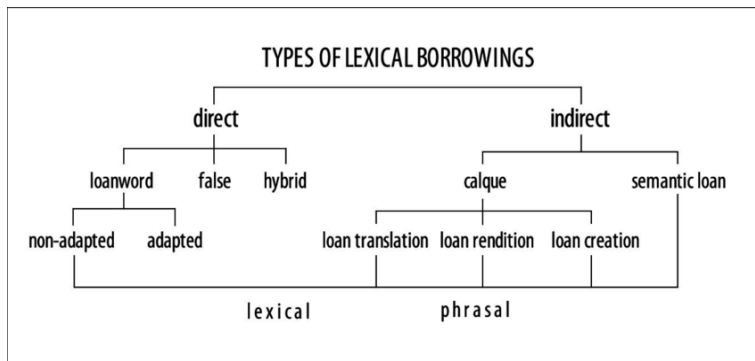 TYPES OF LEXICAL BORROWINGS
direct indirect
loanword false hybrid calque semantic loan
non-adapted adapted loan translation loan rendition loan creation
lexical phrasal